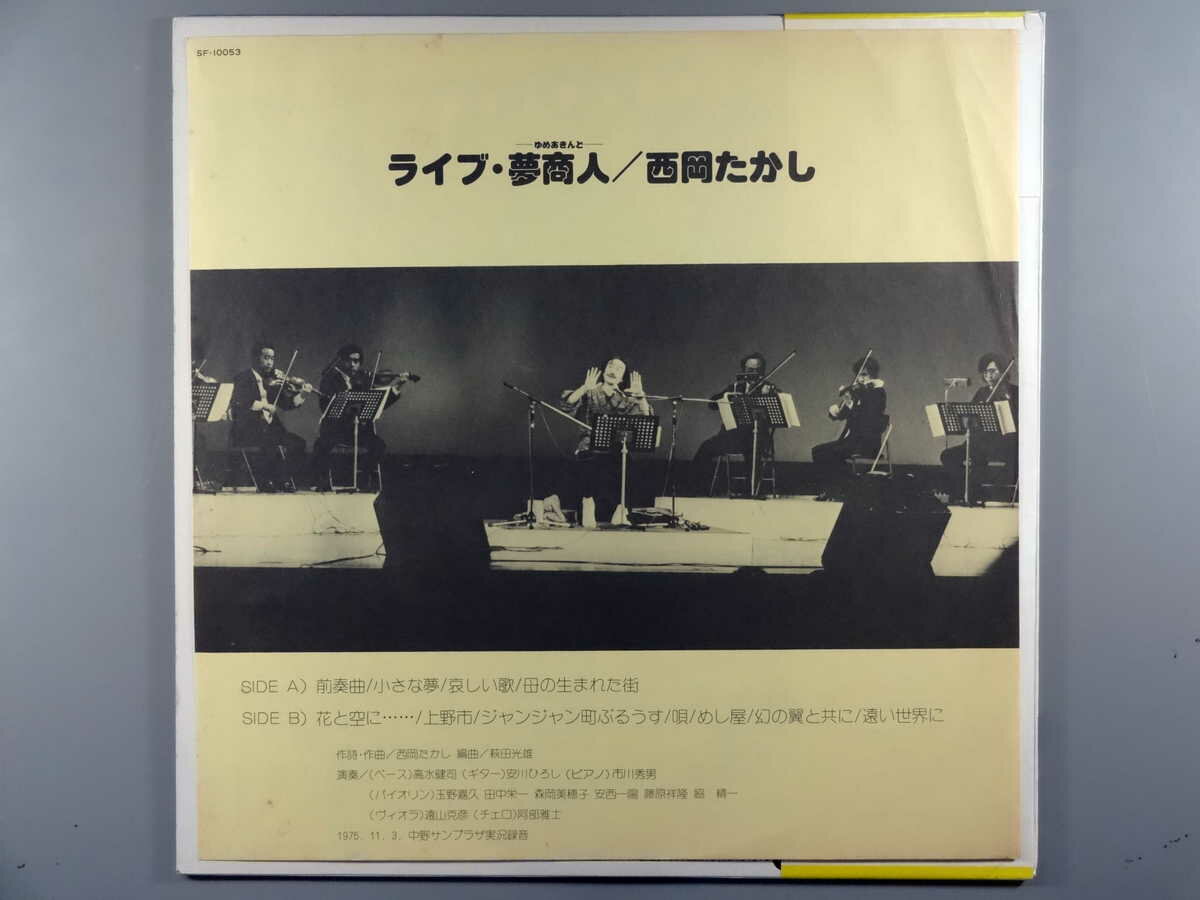 SF-10053
ゆめあきんど
ライブ・夢商人/西岡たかし
SIDE A) 前奏曲/小さな夢/哀しい歌/母の生まれた街
SIDE B) 花と空に……/上野市/ジャンジャン町ぶるうす/唄/めし屋/幻の翼と共に/遠い世界に
作詩・作曲/西岡たかし 編曲/萩田光雄
演奏/(ベース)高水健司 (ギター)安川ひろし (ピアノ)市川秀男
(バイオリン)玉野嘉久 田中栄一 森岡美穂子 安西一陽 藤原祥隆 脇 精一
(ヴィオラ)遠山克彦 (チェロ)阿部雅士
1975. 11. 3. 中野サンプラザ実況録音